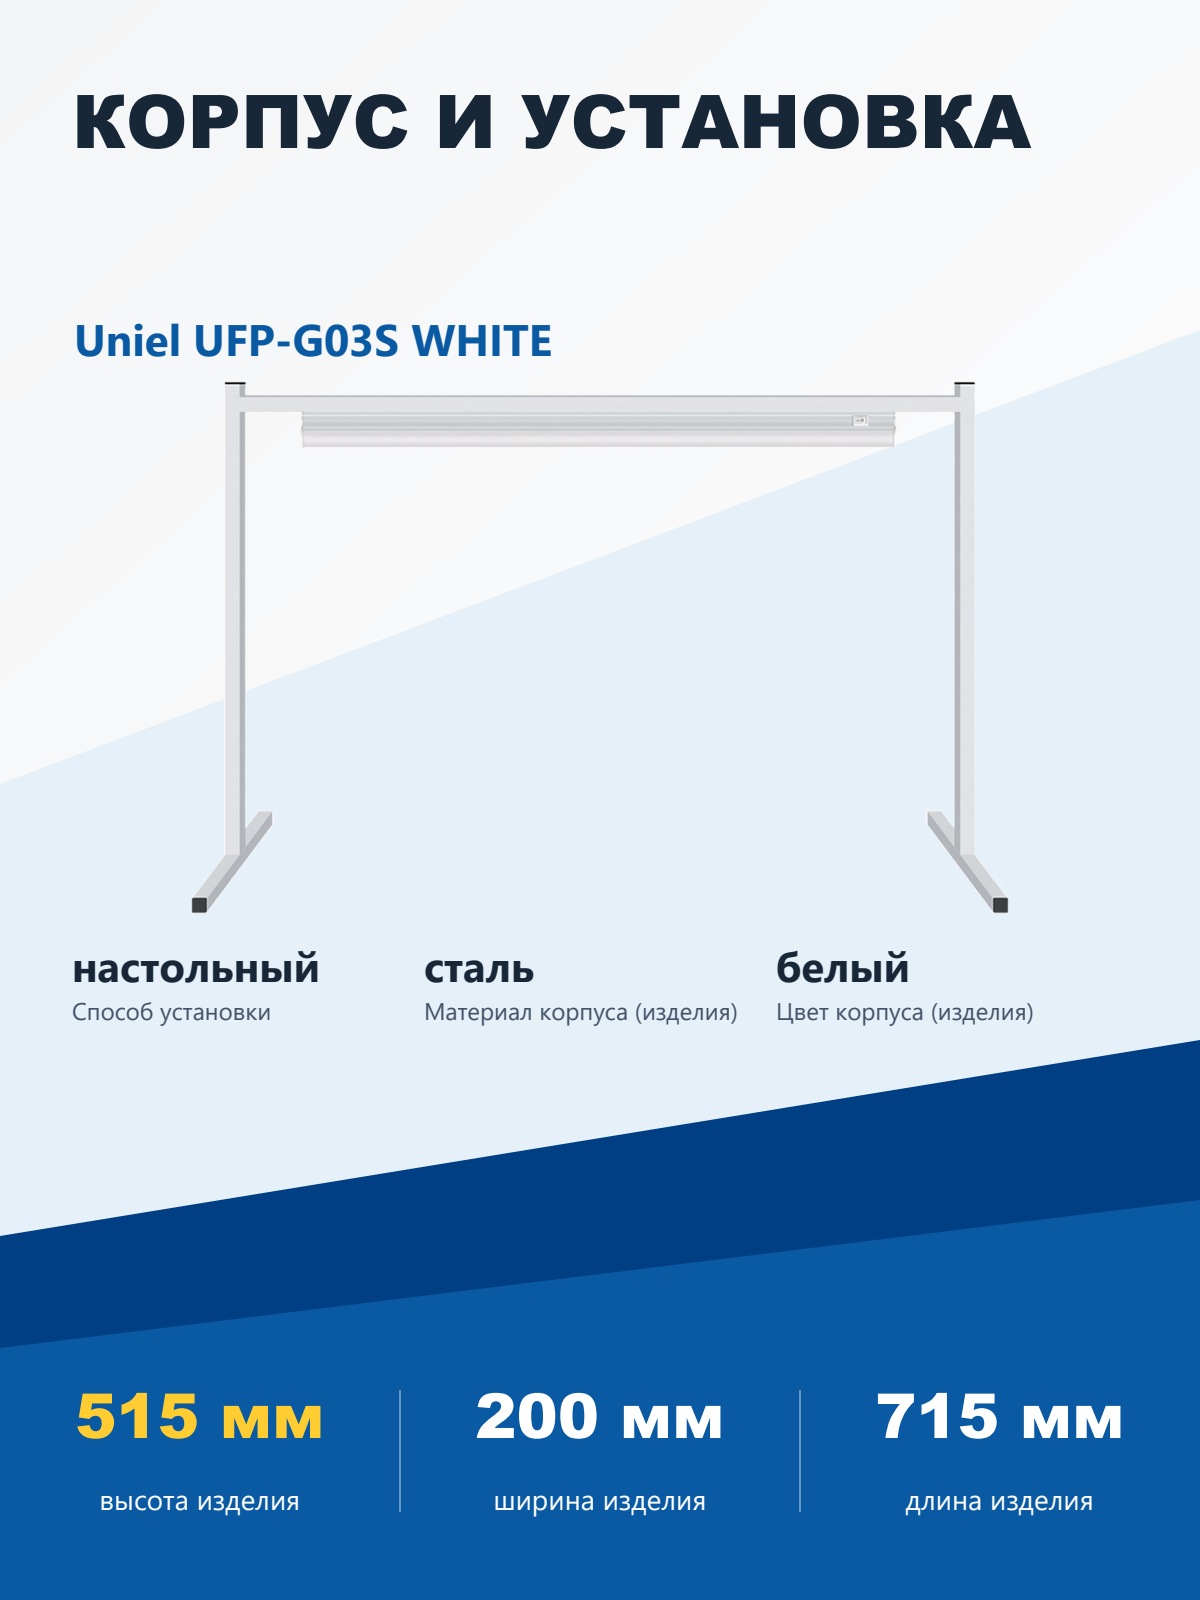 КОРПУС И УСТАНОВКА
Uniel UFP-G03S WHITE
настольный
Способ установки
сталь
Материал корпуса (изделия)
белый
Цвет корпуса (изделия)
515 мм
высота изделия
200 мм
ширина изделия
715 мм
длина изделия